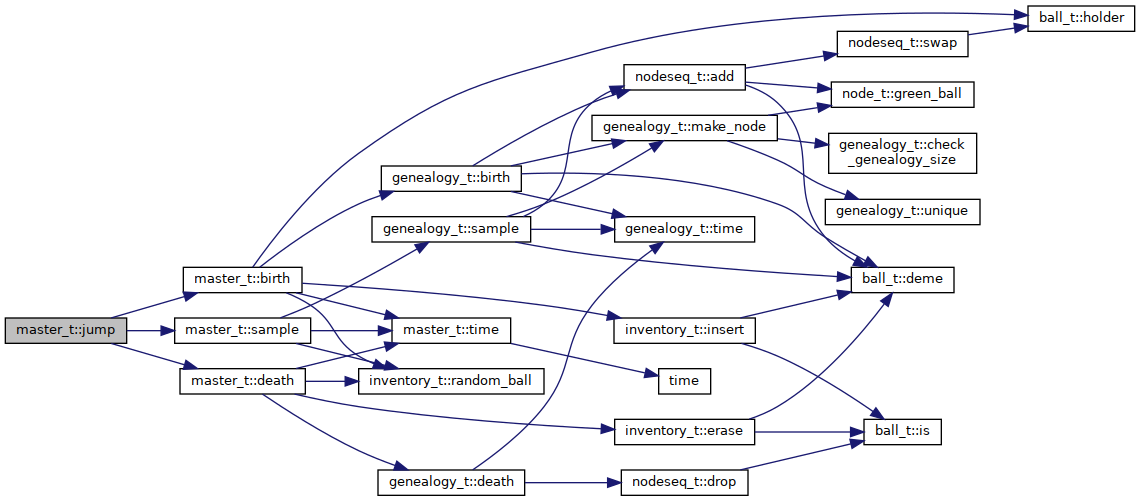 master_t::jump
master_t::birth
master_t::sample
master_t::death
genealogy_t::birth
genealogy_t::sample
master_t::time
inventory_t::random_ball
genealogy_t::death
nodeseq_t::add
genealogy_t::make_node
genealogy_t::time
inventory_t::insert
time
inventory_t::erase
nodeseq_t::drop
ball_t::holder
nodeseq_t::swap
node_t::green_ball
genealogy_t::check
_genealogy_size
genealogy_t::unique
ball_t::deme
ball_t::is